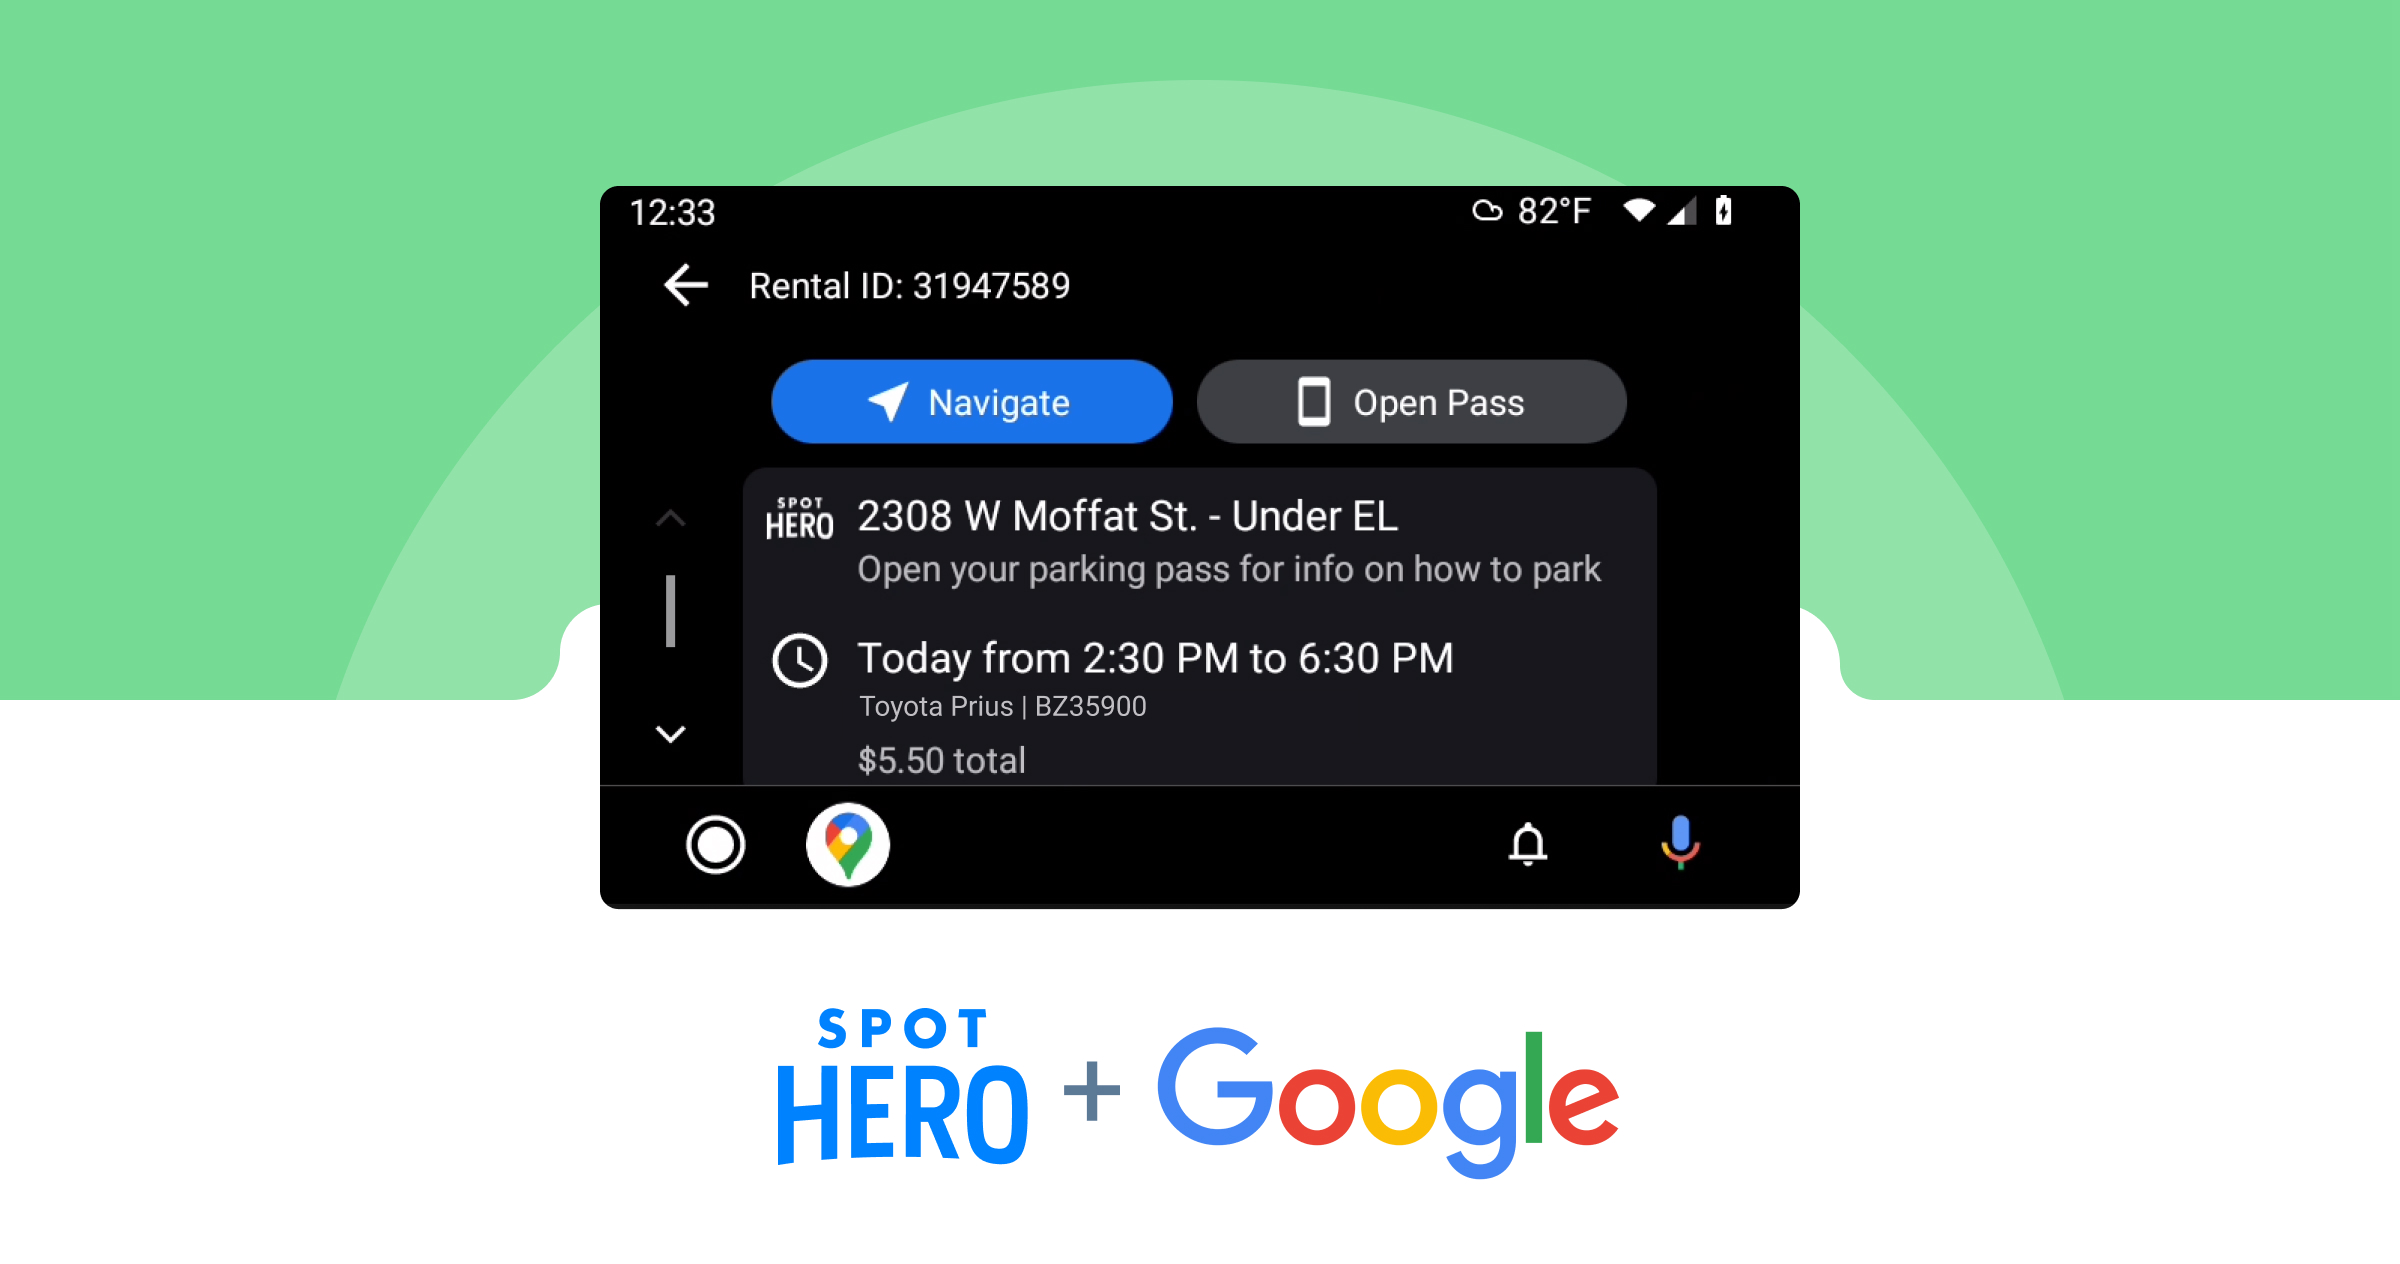 12:33
82°F
Rental ID: 31947589
Navigate
Open Pass
SPOT
HERO
2308 W Moffat St. - Under EL
Open your parking pass for info on how to park
Today from 2:30 PM to 6:30 PM
Toyota Prius | BZ35900
$5.50 total
SPOT
HERO
+
Google